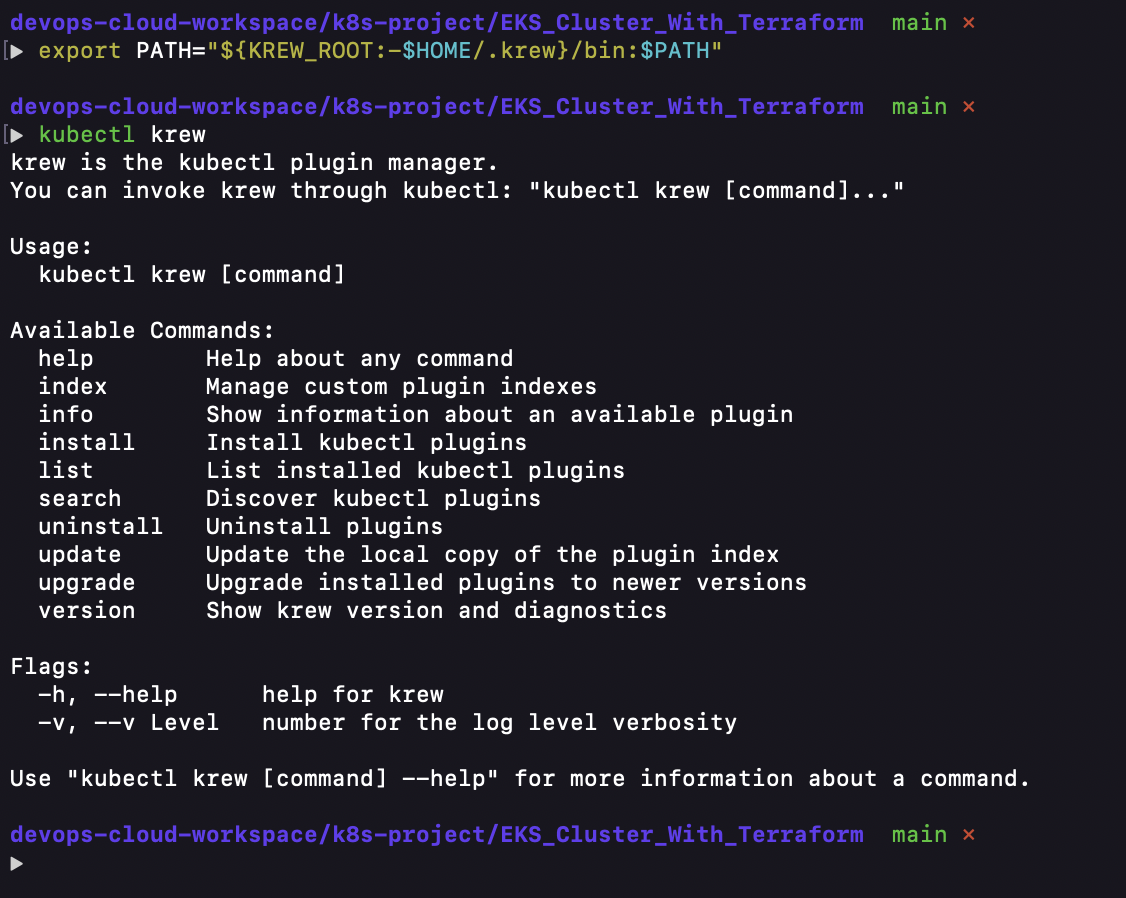 devops-cloud-workspace/k8s-project/EKS_Cluster_With_Terraform  main ×
[▶ export PATH="${KREW_ROOT:-$HOME/.krew}/bin:$PATH"
devops-cloud-workspace/k8s-project/EKS_Cluster_With_Terraform  main ×
[▶ kubectl krew
krew is the kubectl plugin manager.
You can invoke krew through kubectl: "kubectl krew [command]..."
Usage:
  kubectl krew [command]
Available Commands:
  help        Help about any command
  index       Manage custom plugin indexes
  info        Show information about an available plugin
  install     Install kubectl plugins
  list        List installed kubectl plugins
  search      Discover kubectl plugins
  uninstall   Uninstall plugins
  update      Update the local copy of the plugin index
  upgrade     Upgrade installed plugins to newer versions
  version     Show krew version and diagnostics
Flags:
  -h, --help      help for krew
  -v, --v Level   number for the log level verbosity
Use "kubectl krew [command] --help" for more information about a command.
devops-cloud-workspace/k8s-project/EKS_Cluster_With_Terraform  main ×
▶